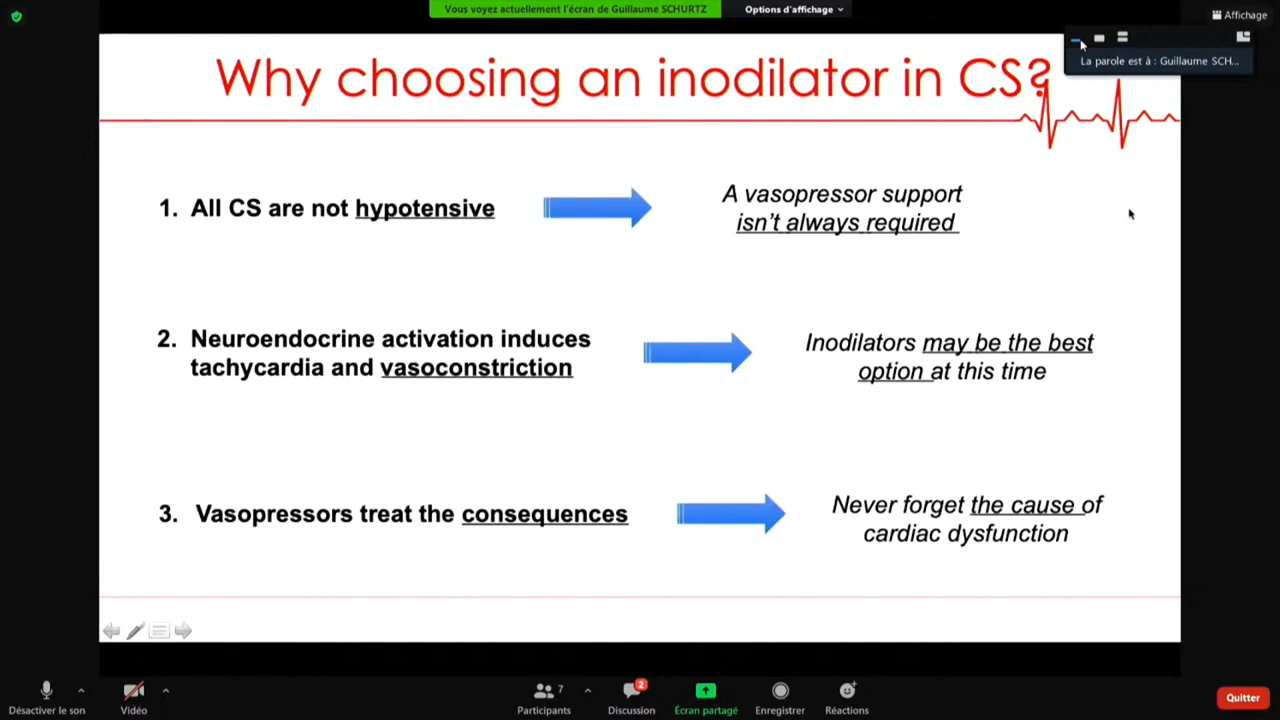 Vous voyez actuellement l'écran de Guillaume SCHURTZ
Options d'affichage
Affichage
La parole est à : Guillaume SCH...
Why choosing an inodilator in CS?
1. All CS are not hypotensive
A vasopressor support
isn't always required
2. Neuroendocrine activation induces
tachycardia and vasoconstriction
Inodilators may be the best
option at this time
3. Vasopressors treat the consequences
Never forget the cause of
cardiac dysfunction
Désactiver le son
Vidéo
7
Participants
2
Discussion
Écran partagé
Enregistrer
Réactions
Quitter